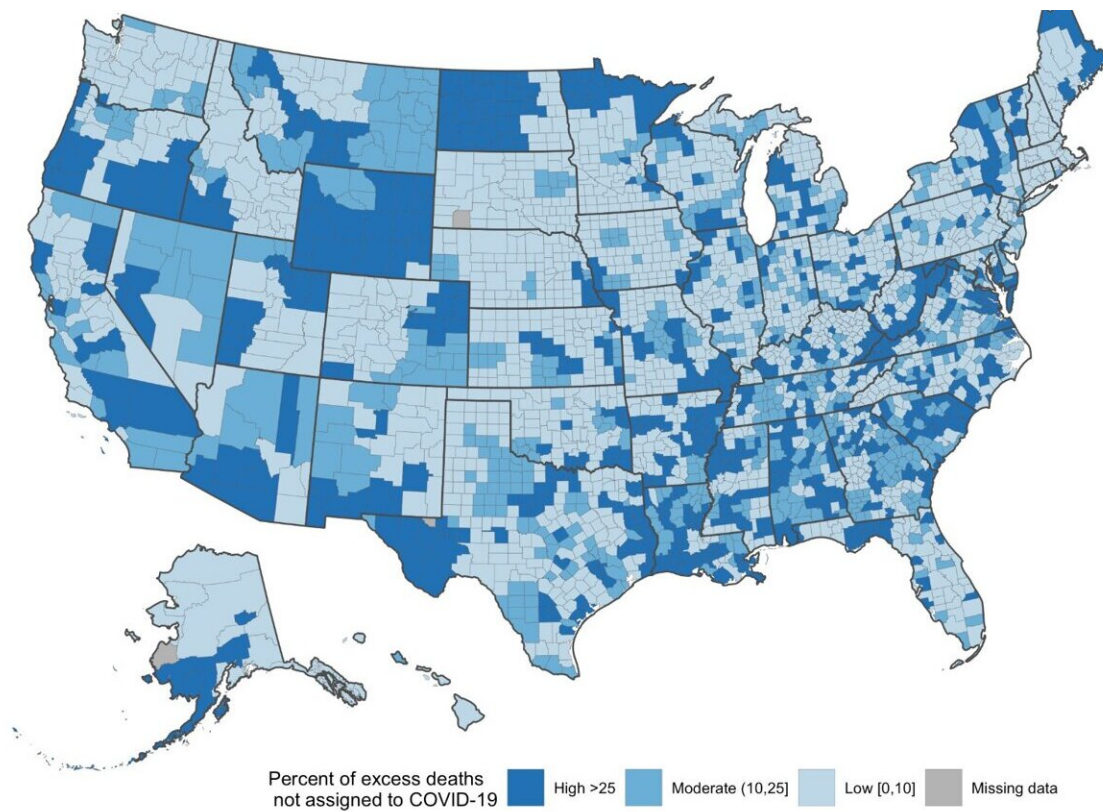 Percent of excess deaths
not assigned to COVID-19
High >25
Moderate (10,25]
Low [0,10]
Missing data